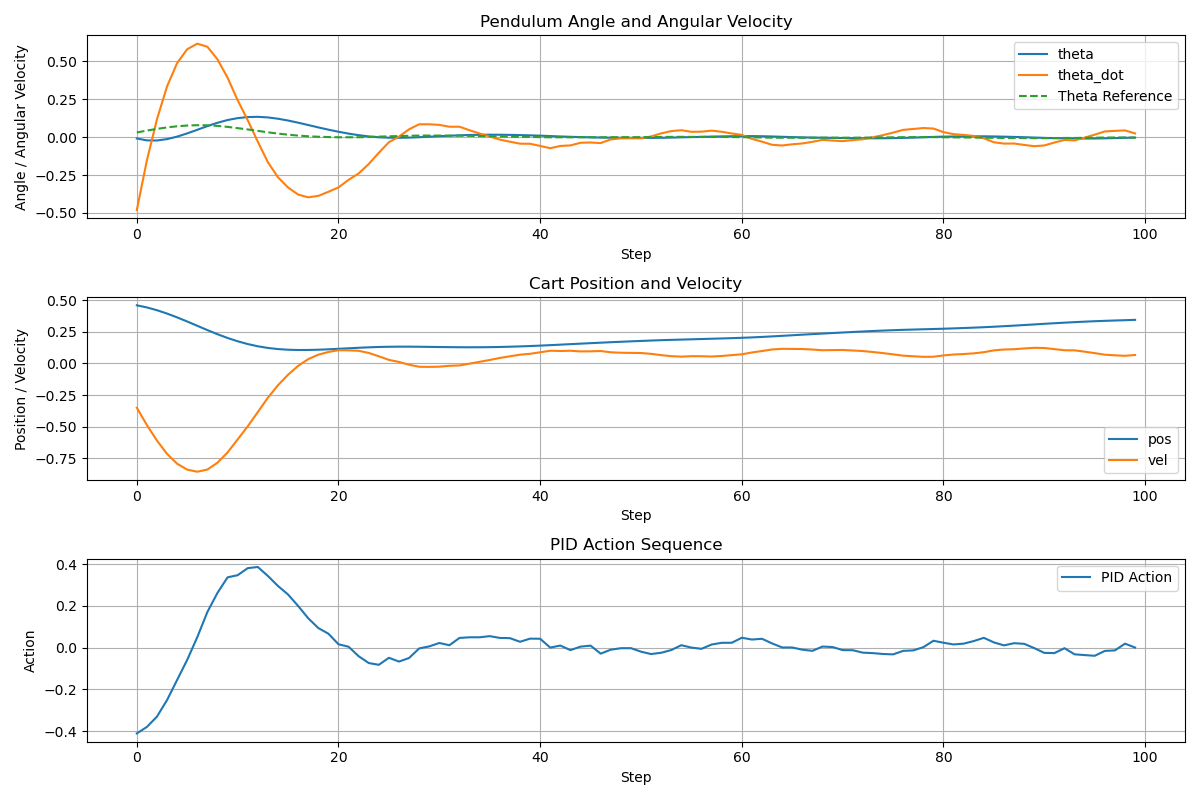 Pendulum Angle and Angular Velocity
Angle / Angular Velocity
0.50
0.25
0.00
−0.25
−0.50
theta
theta_dot
Theta Reference
0 20 40 60 80 100
Step
Cart Position and Velocity
Position / Velocity
0.50
0.25
0.00
−0.25
−0.50
−0.75
pos
vel
0 20 40 60 80 100
Step
PID Action Sequence
Action
0.4
0.2
0.0
−0.2
−0.4
PID Action
0 20 40 60 80 100
Step